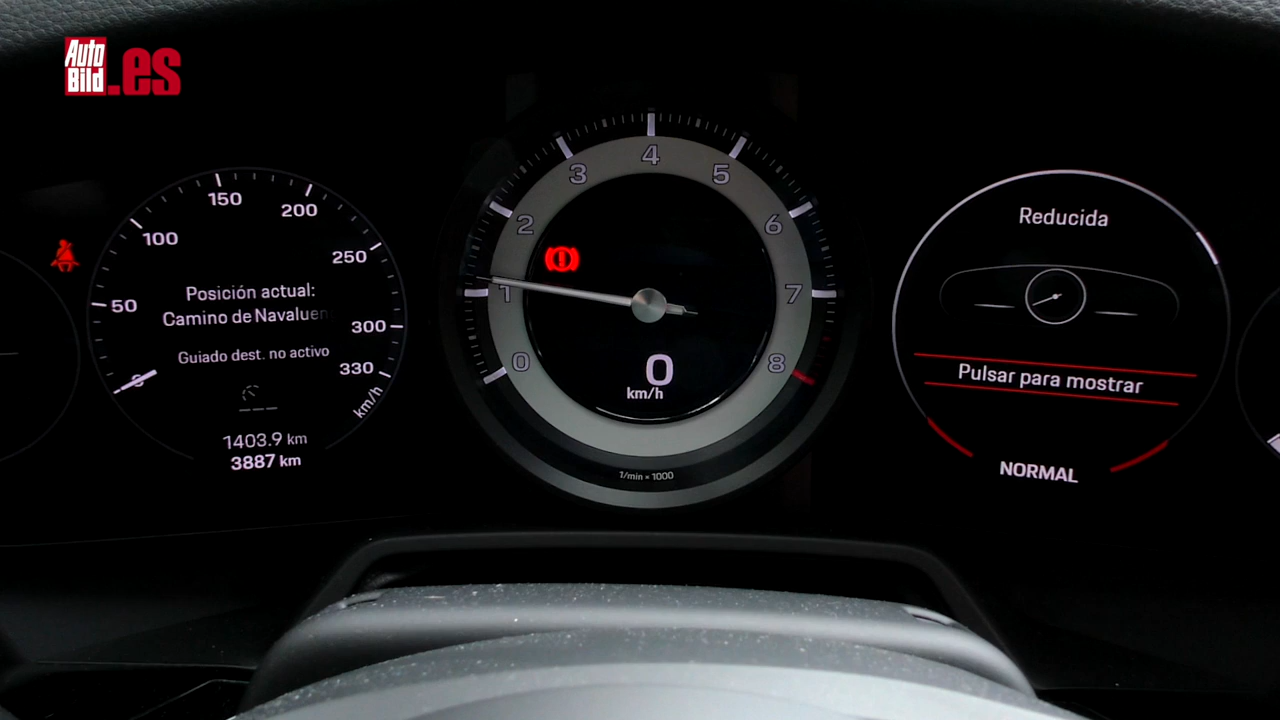 Auto
Bild
.es
50
100
150
200
250
300
330
km/h
Posición actual:
Camino de Navaluen
Guiado dest. no activo
1403.9 km
3887 km
0
1
2
3
4
5
6
7
8
0
km/h
1/min × 1000
Reducida
Pulsar para mostrar
NORMAL